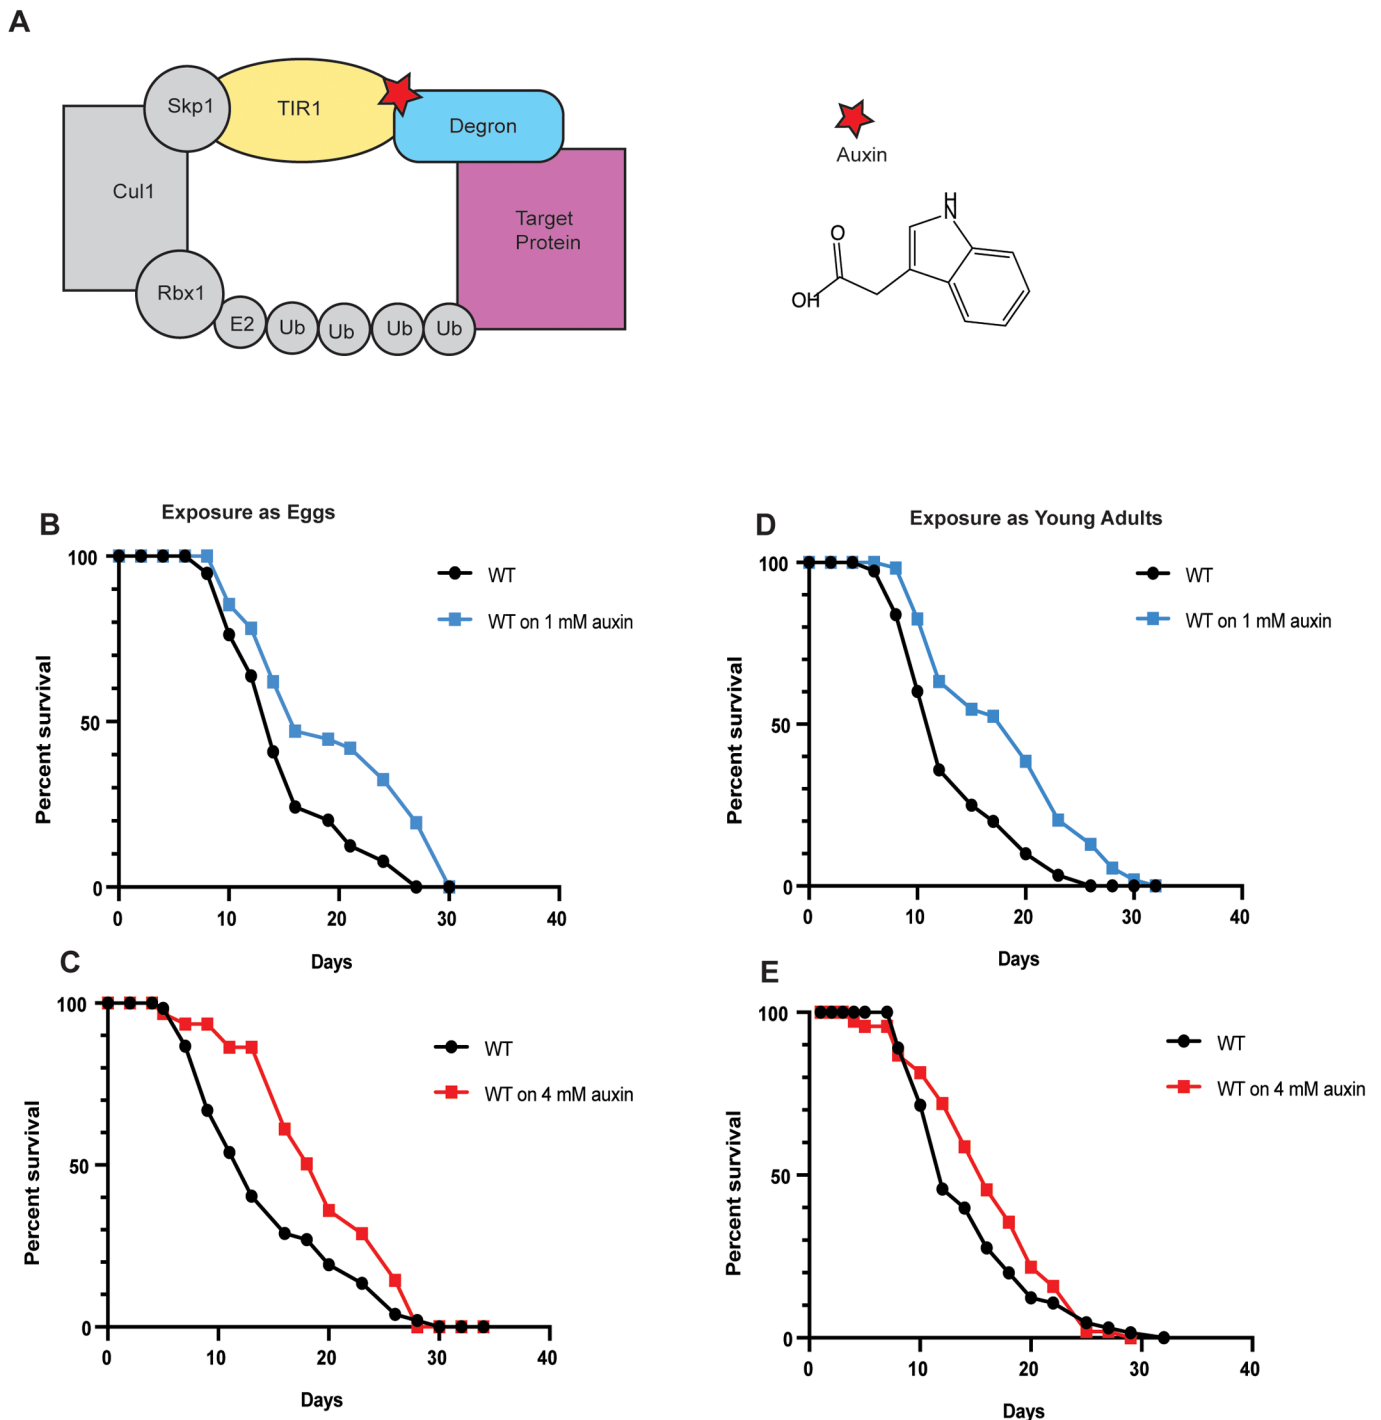 A
Skp1
TIR1
Degron
Cul1
Target
Protein
Rbx1
E2
Ub
Ub
Ub
Ub
Auxin
H
N
O
OH
B
Exposure as Eggs
WT
WT on 1 mM auxin
Percent survival
100
50
0
0 10 20 30 40
Days
D
Exposure as Young Adults
WT
WT on 1 mM auxin
Percent survival
100
50
0
0 10 20 30 40
Days
C
WT
WT on 4 mM auxin
Percent survival
100
50
0
0 10 20 30 40
Days
E
WT
WT on 4 mM auxin
Percent survival
100
50
0
0 10 20 30 40
Days